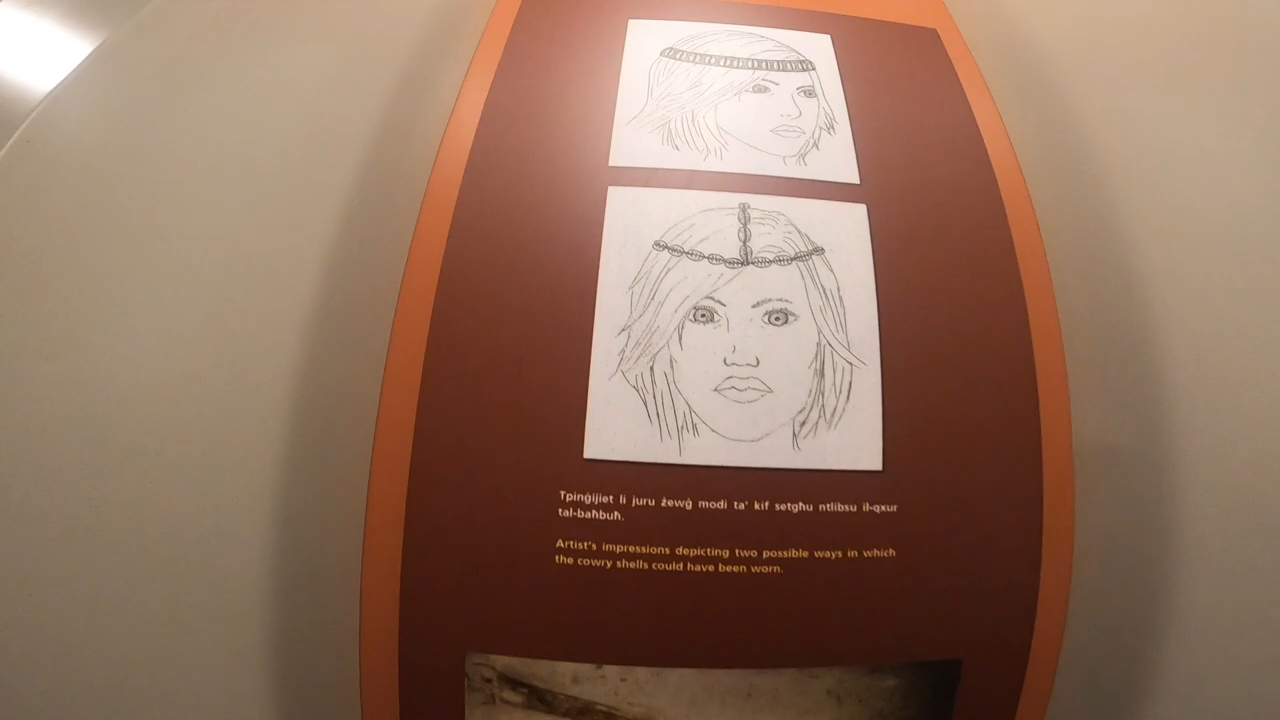 Tpinġijiet li juru żewġ modi ta' kif setgħu ntlibsu il-qxur
tal-baħbuħ.
Artist's impressions depicting two possible ways in which
the cowry shells could have been worn.